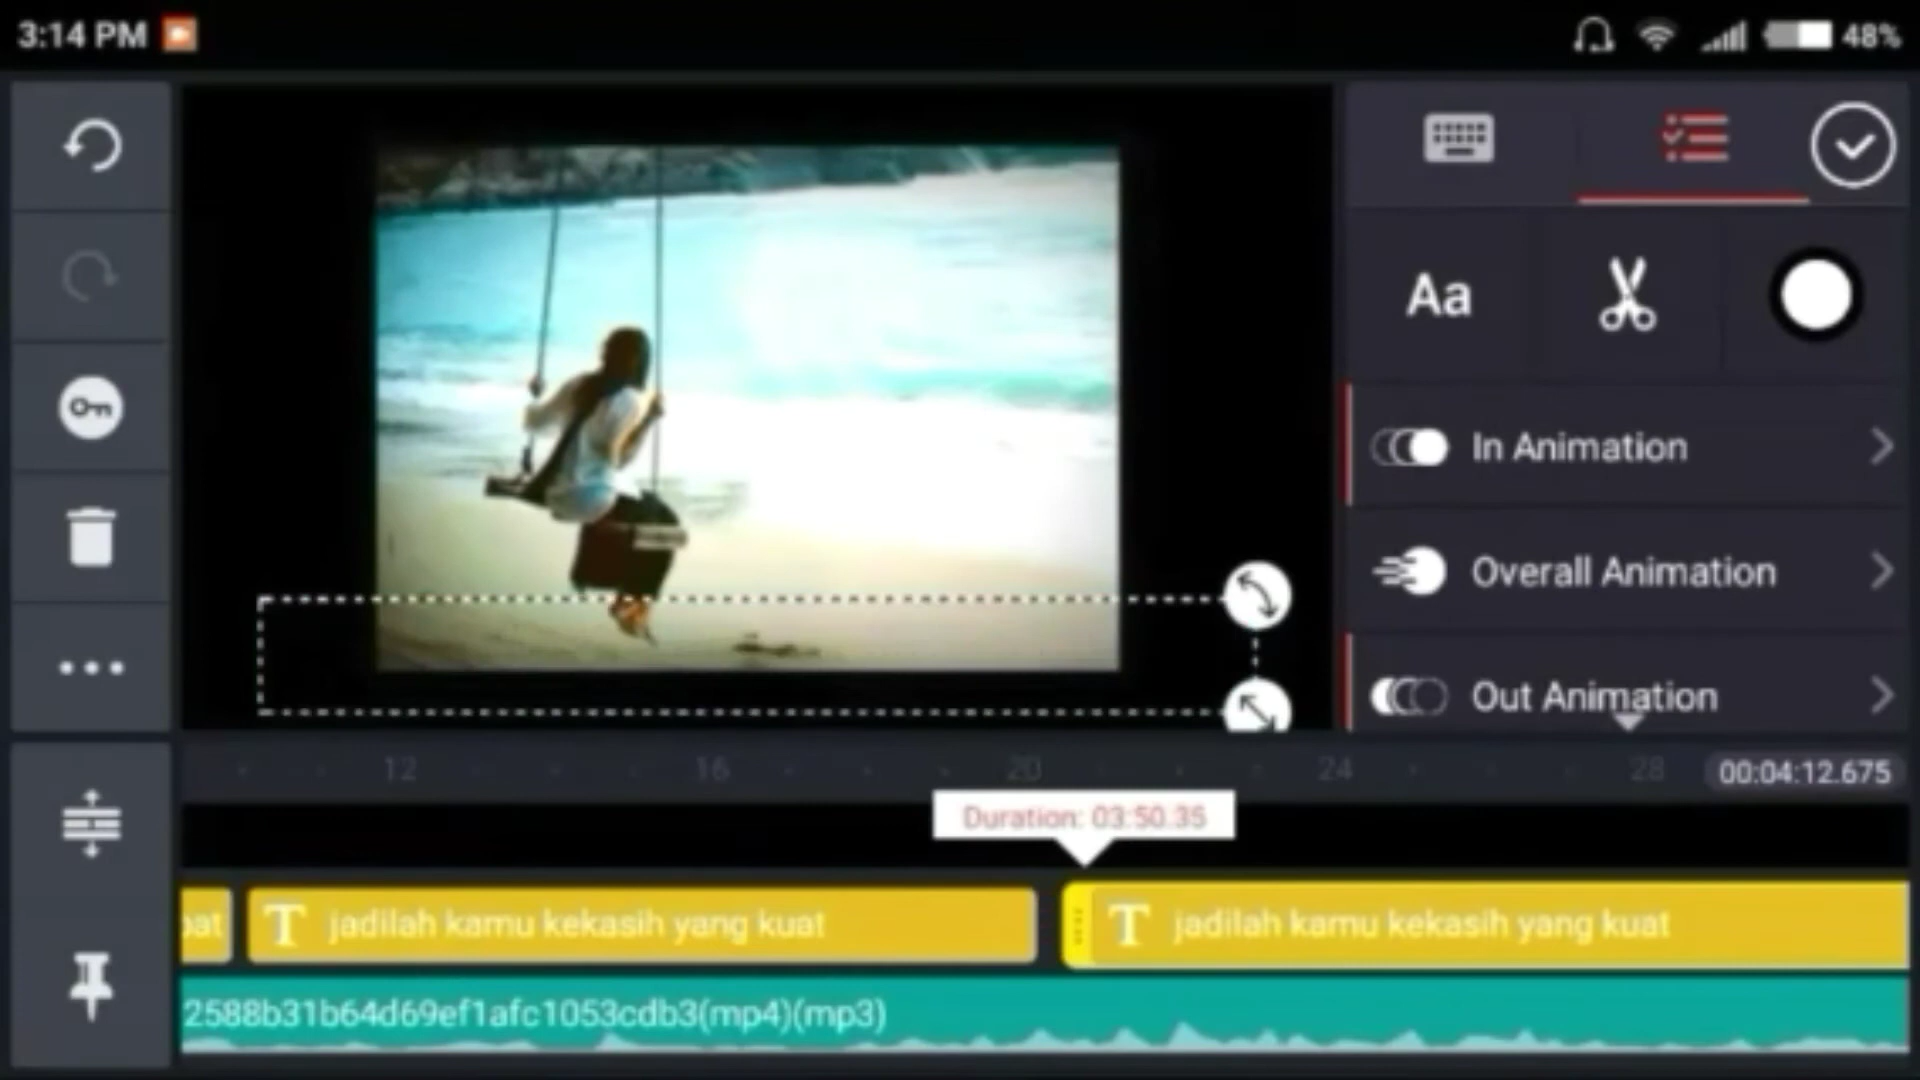 3:14 PM
48%
Aa
In Animation
Overall Animation
Out Animation
12
16
20
24
28
00:04:12.675
Duration: 03:50.35
pat
T jadilah kamu kekasih yang kuat
T jadilah kamu kekasih yang kuat
2588b31b64d69ef1afc1053cdb3(mp4)(mp3)